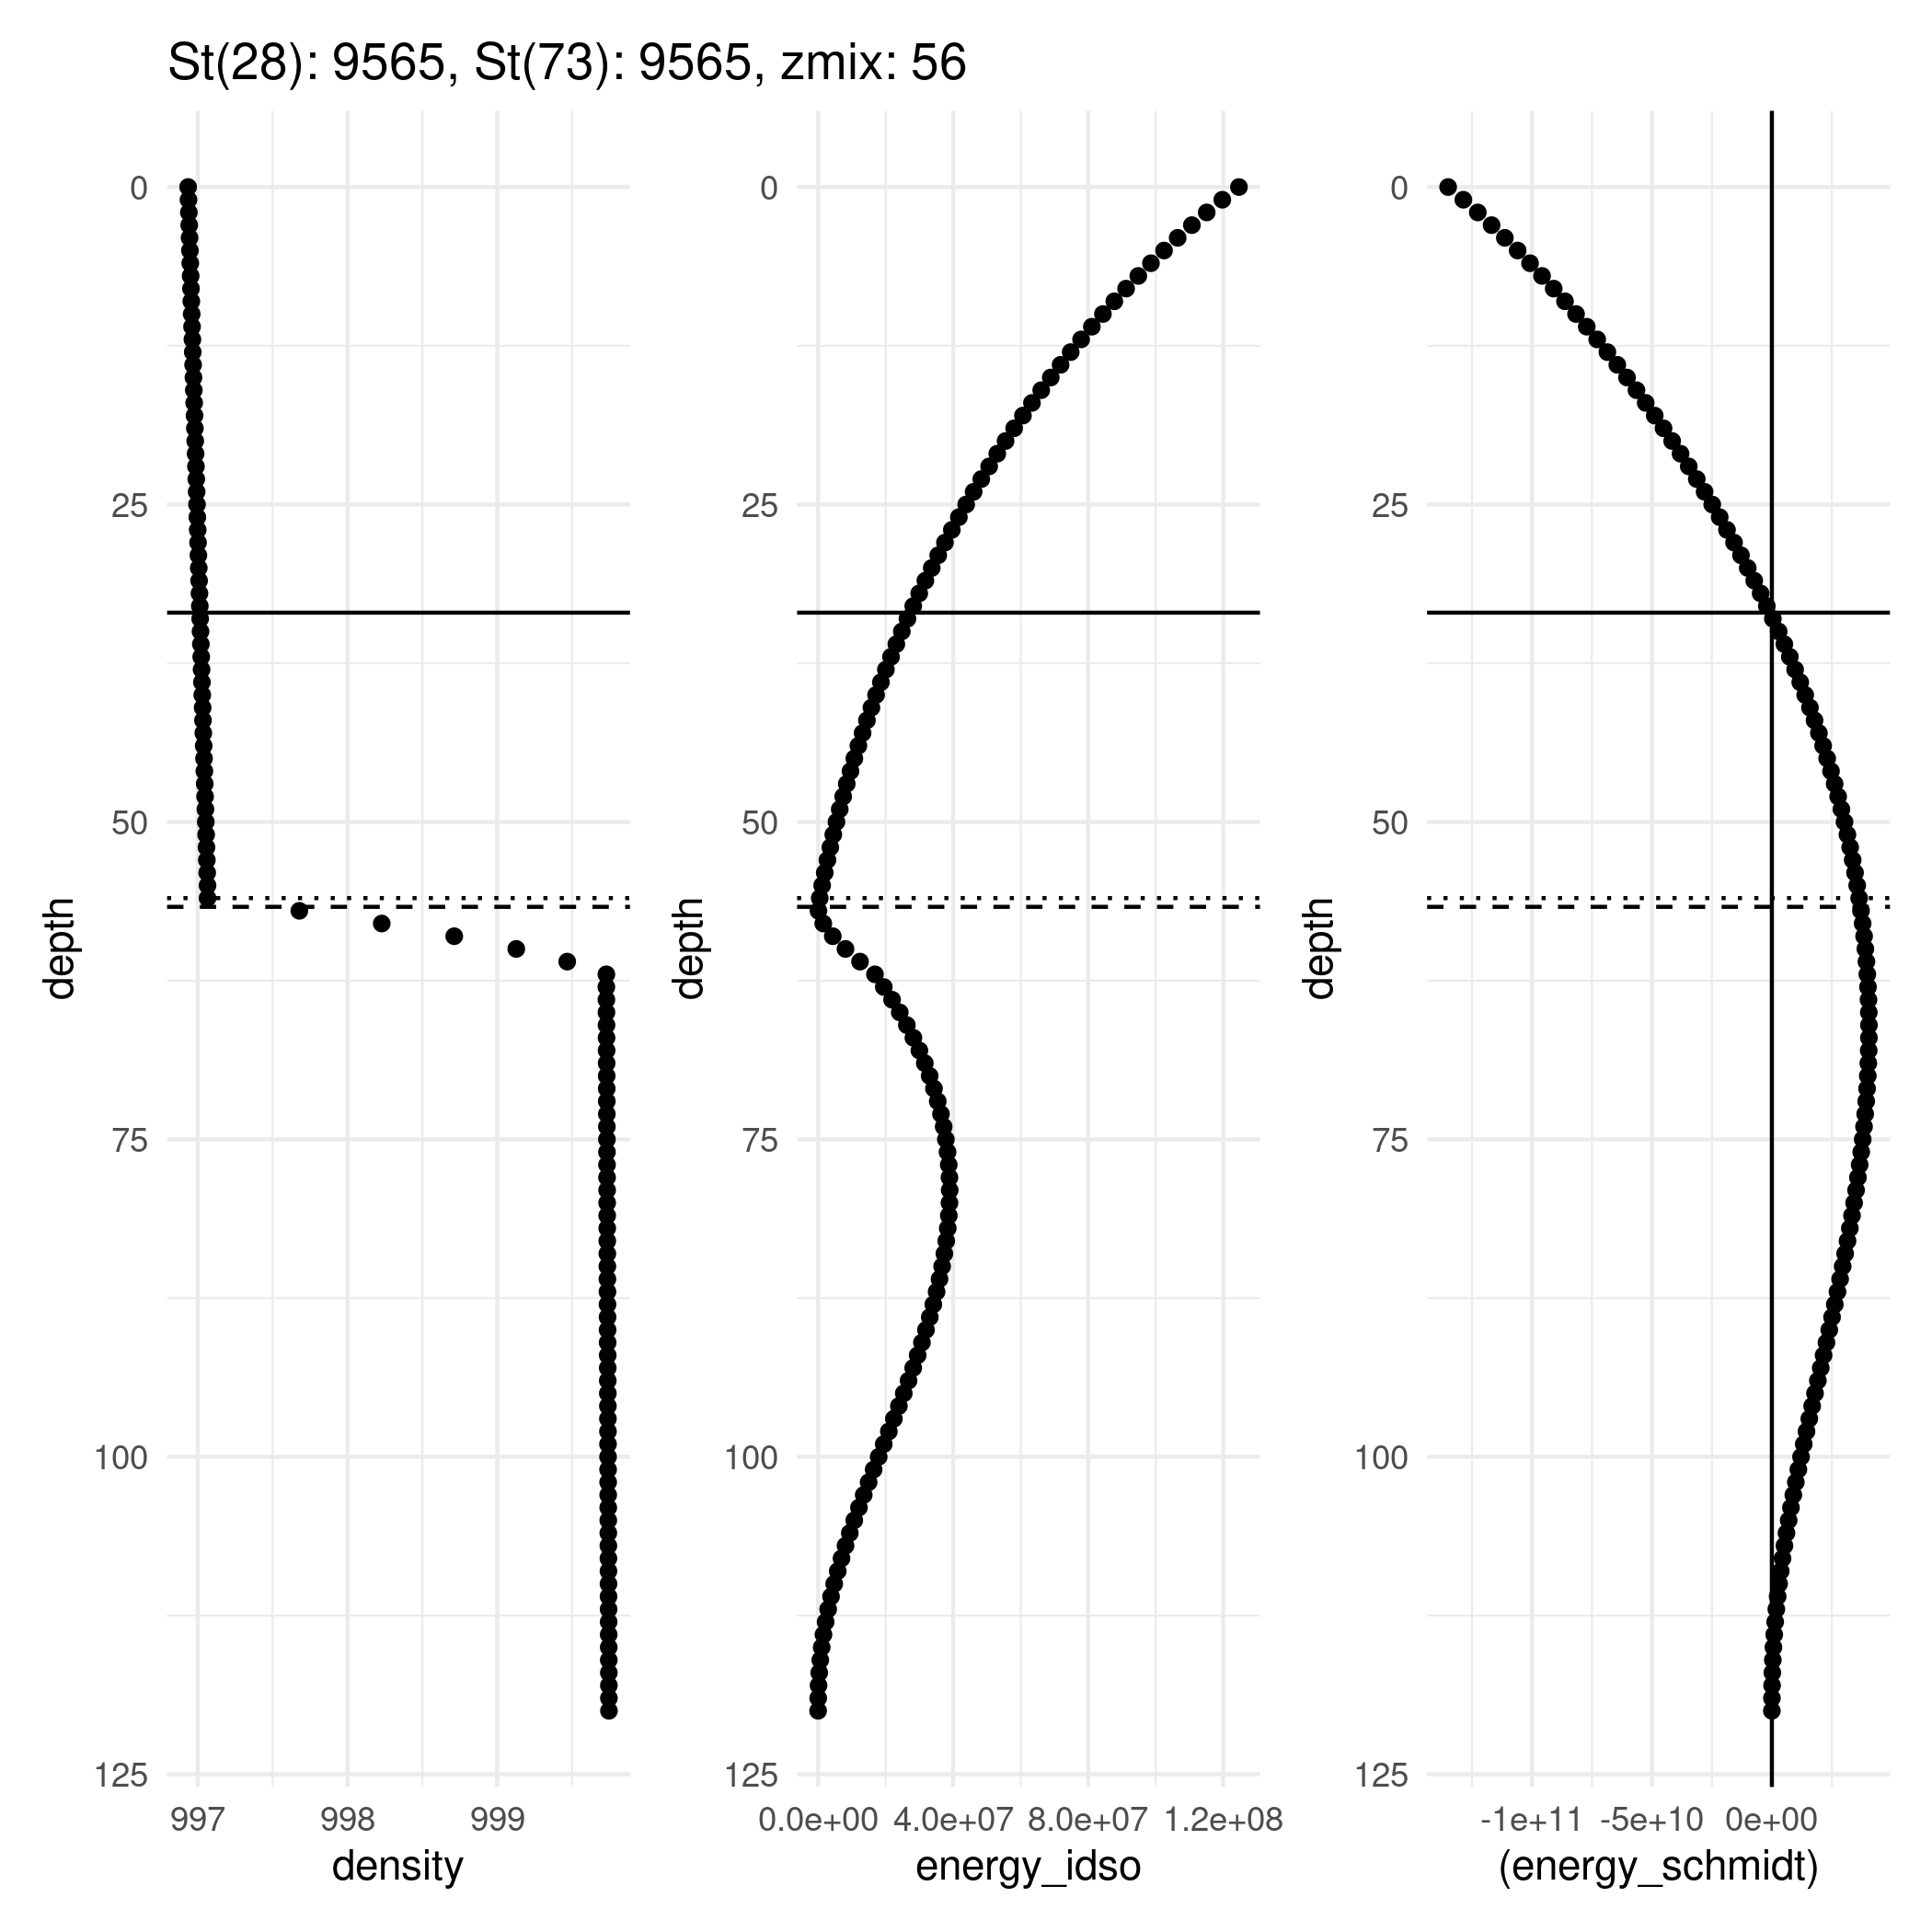 St(28): 9565, St(73): 9565, zmix: 56
0
25
50
75
100
125
depth
997 998 999
density
0
25
50
75
100
125
depth
0.0e+00 4.0e+07 8.0e+07 1.2e+08
energy_idso
0
25
50
75
100
125
depth
-1e+11 -5e+10 0e+00
(energy_schmidt)